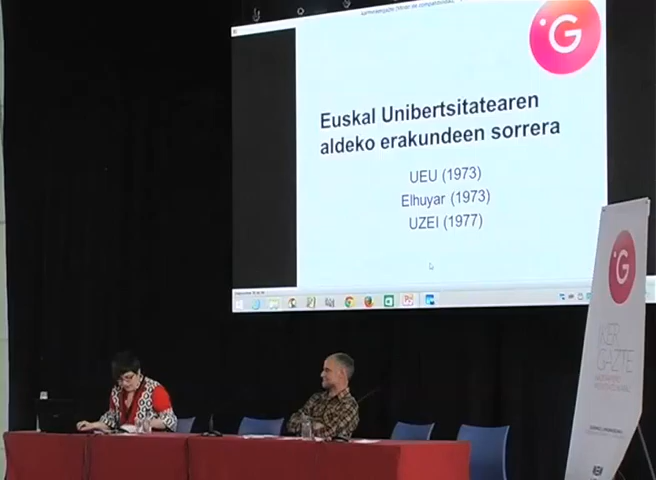 G
Euskal Unibertsitatearen
aldeko erakundeen sorrera
UEU (1973)
Elhuyar (1973)
UZEI (1977)
G
IKER
GAZTE